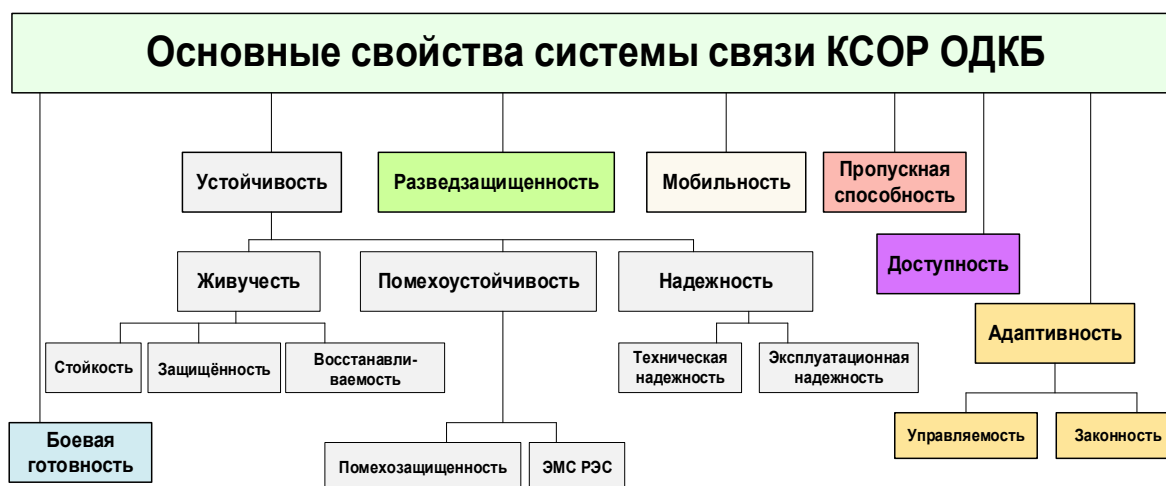 Основные свойства системы связи КСОР ОДКБ
Устойчивость
Разведзащищенность
Мобильность
Пропускная
способность
Живучесть
Помехоустойчивость
Надежность
Доступность
Адаптивность
Стойкость
Защищённость
Восстанавли-
ваемость
Техническая
надежность
Эксплуатационная
надежность
Боевая
готовность
Помехозащищенность
ЭМС РЭС
Управляемость
Законность